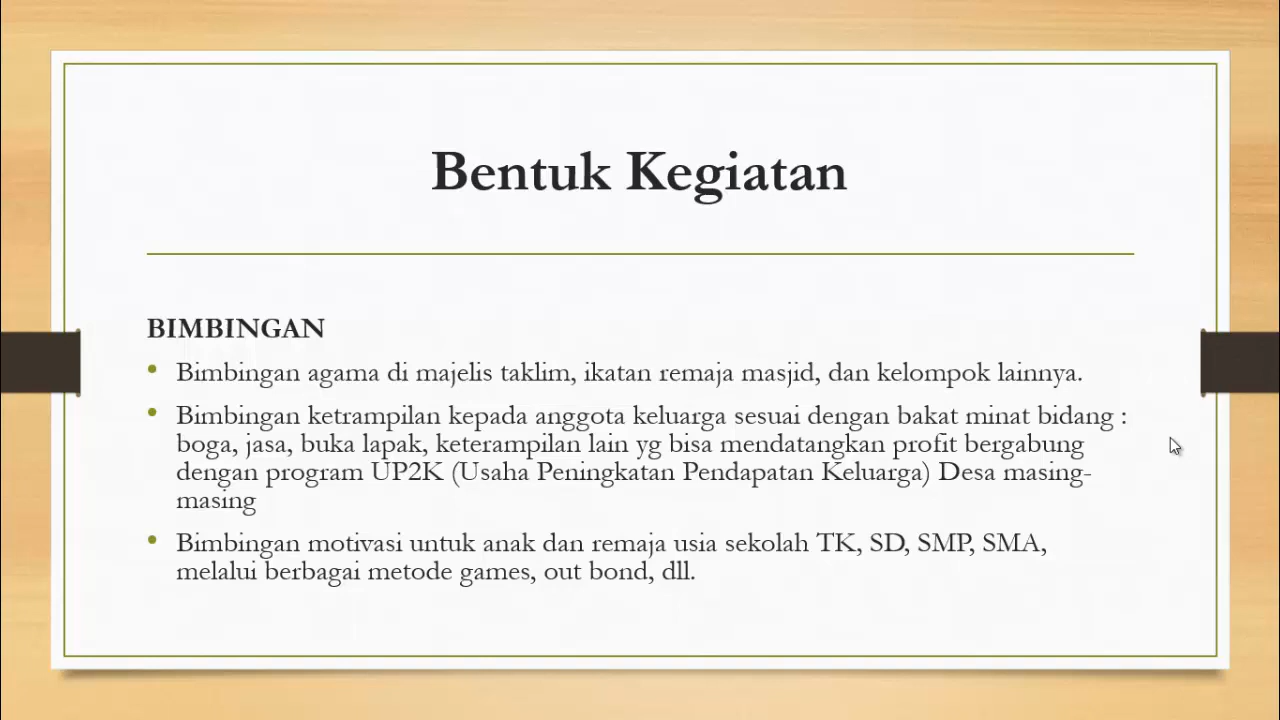 Bentuk Kegiatan
BIMBINGAN
• Bimbingan agama di majelis taklim, ikatan remaja masjid, dan kelompok lainnya.
• Bimbingan ketrampilan kepada anggota keluarga sesuai dengan bakat minat bidang :
boga, jasa, buka lapak, keterampilan lain yg bisa mendatangkan profit bergabung
dengan program UP2K (Usaha Peningkatan Pendapatan Keluarga) Desa masing-
masing
• Bimbingan motivasi untuk anak dan remaja usia sekolah TK, SD, SMP, SMA,
melalui berbagai metode games, out bond, dll.